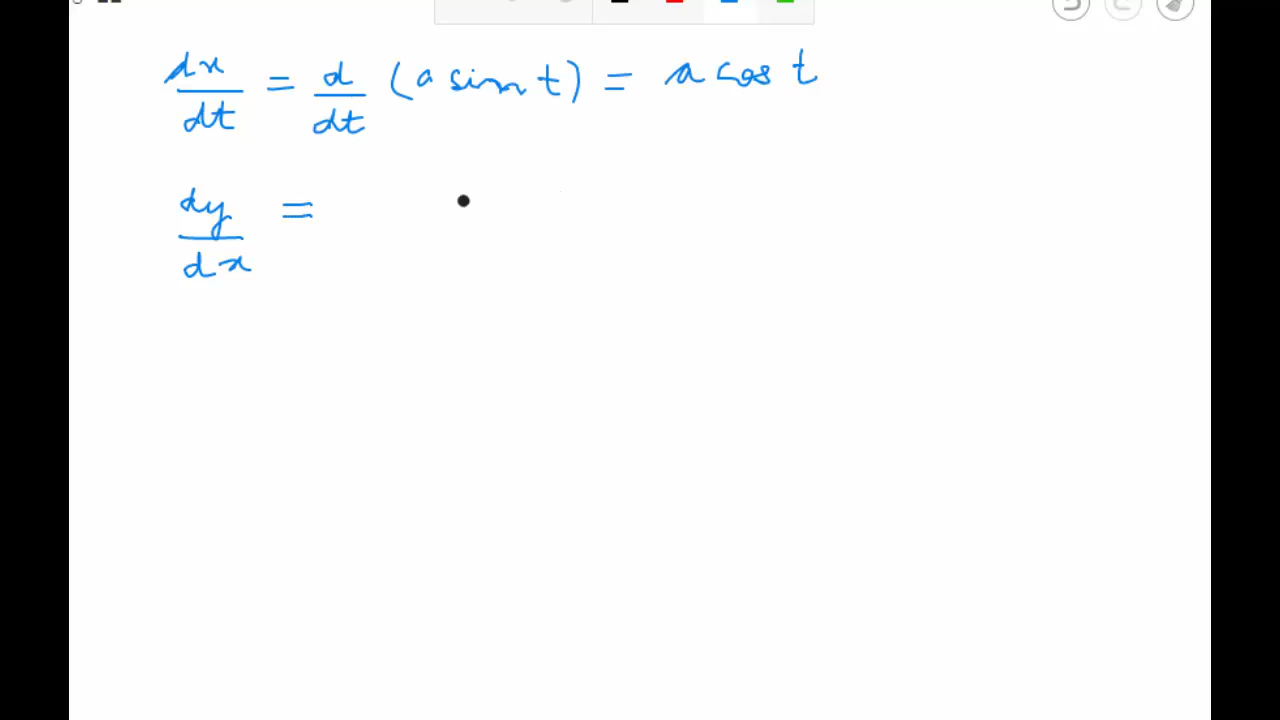 dx/dt = d/dt (a sin t) = a cos t
dy/dx =